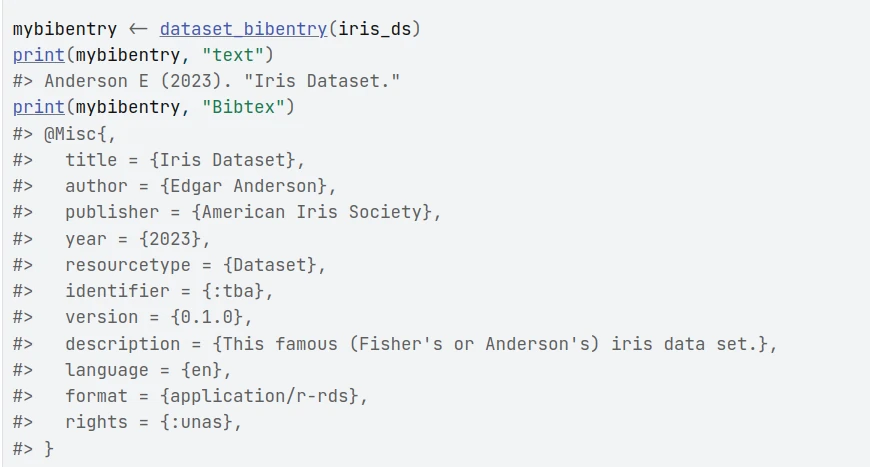 mybibentry <- dataset_bibentry(iris_ds)
print(mybibentry, "text")
#> Anderson E (2023). "Iris Dataset."
print(mybibentry, "Bibtex")
#> @Misc{,
#>   title = {Iris Dataset},
#>   author = {Edgar Anderson},
#>   publisher = {American Iris Society},
#>   year = {2023},
#>   resourcetype = {Dataset},
#>   identifier = {:tba},
#>   version = {0.1.0},
#>   description = {This famous (Fisher's or Anderson's) iris data set.},
#>   language = {en},
#>   format = {application/r-rds},
#>   rights = {:unas},
#> }